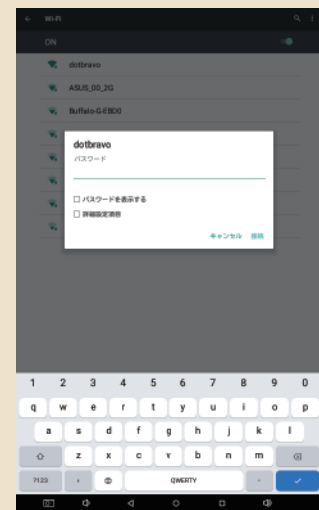 Wi-Fi
ON
dotbravo
ASUS_00_2G
Buffalo-G-EBD0
dotbravo
パスワード
パスワードを表示する
詳細設定項目
キャンセル 接続
1 2 3 4 5 6 7 8 9 0
q w e r t y u i o p
a s d f g h j k l
z x c v b n m
?123 , QWERTY .